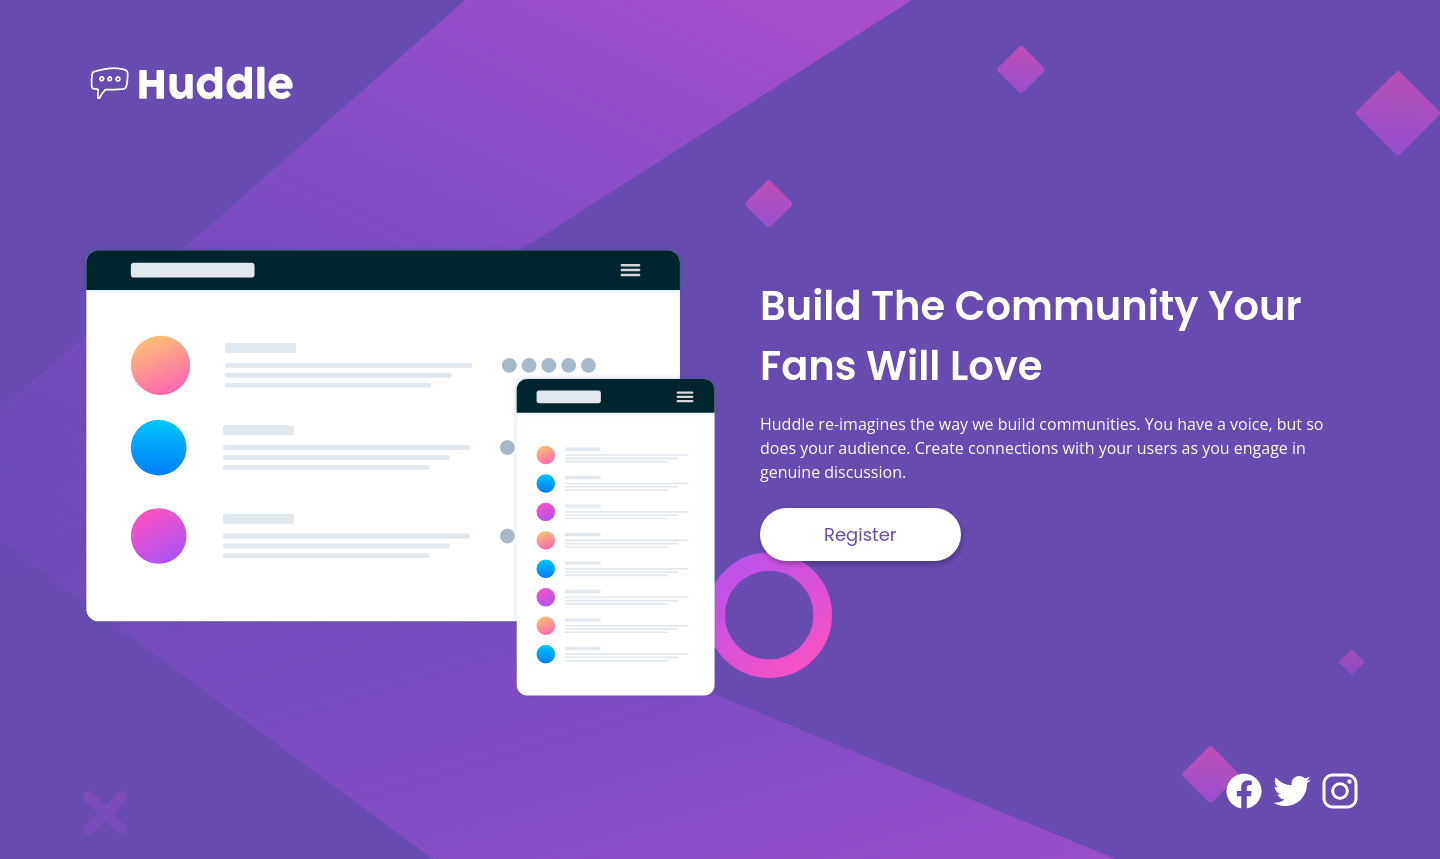 Huddle
Build The Community Your
Fans Will Love
Huddle re-imagines the way we build communities. You have a voice, but so
does your audience. Create connections with your users as you engage in
genuine discussion.
Register